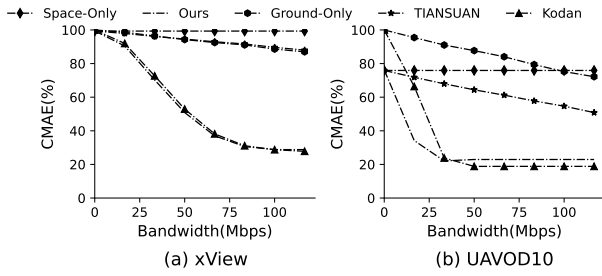 Space-Only Ours Ground-Only TIANSUAN Kodan
100 80 60 40 20 0
CMAE(%)
0 25 50 75 100
Bandwidth(Mbps)
(a) xView
100 80 60 40 20 0
CMAE(%)
0 25 50 75 100
Bandwidth(Mbps)
(b) UAVOD10